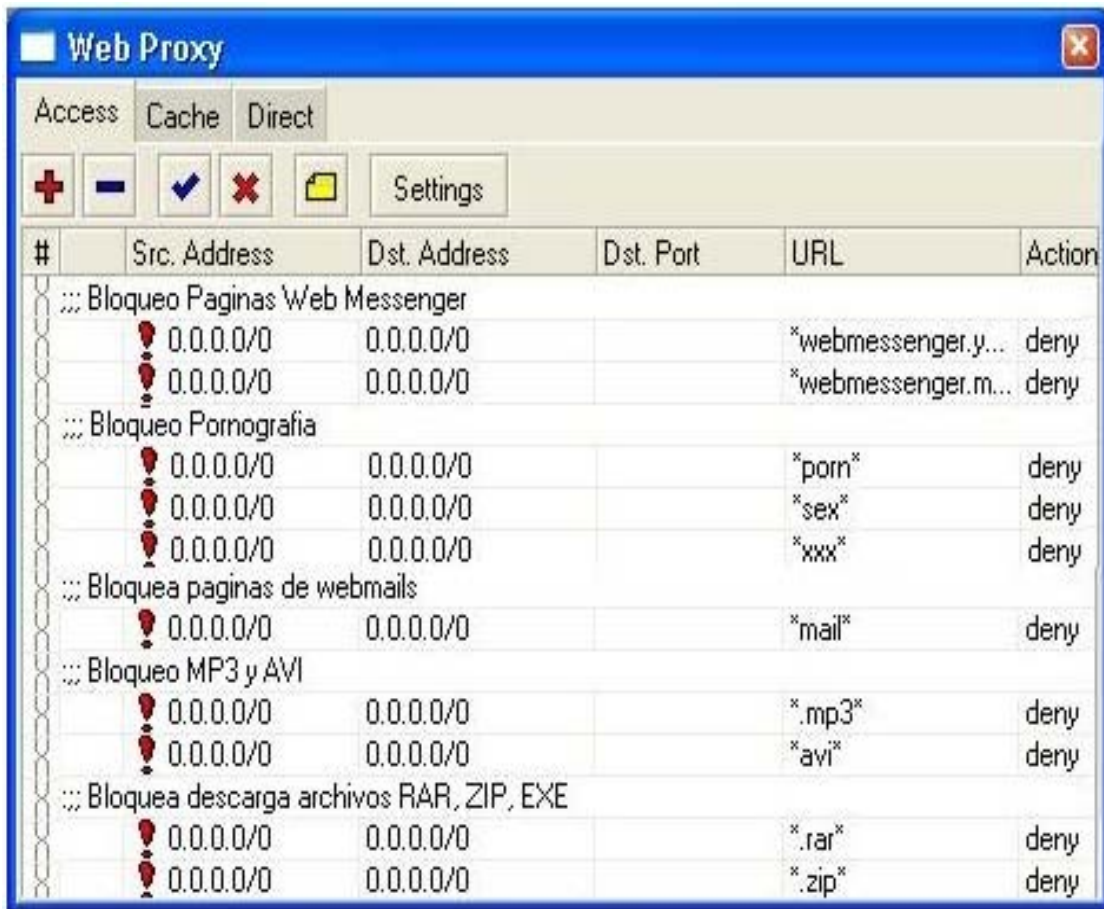 Web Proxy
Access Cache Direct
Settings
# Src. Address Dst. Address Dst. Port URL Action
;;; Bloqueo Paginas Web Messenger
0.0.0.0/0 0.0.0.0/0 *webmessenger.y... deny
0.0.0.0/0 0.0.0.0/0 *webmessenger.m... deny
;;; Bloqueo Pornografia
0.0.0.0/0 0.0.0.0/0 *porn* deny
0.0.0.0/0 0.0.0.0/0 *sex* deny
0.0.0.0/0 0.0.0.0/0 *xxx* deny
;;; Bloquea paginas de webmails
0.0.0.0/0 0.0.0.0/0 *mail* deny
;;; Bloqueo MP3 y AVI
0.0.0.0/0 0.0.0.0/0 *.mp3* deny
0.0.0.0/0 0.0.0.0/0 *avi* deny
;;; Bloquea descarga archivos RAR, ZIP, EXE
0.0.0.0/0 0.0.0.0/0 *.rar* deny
0.0.0.0/0 0.0.0.0/0 *.zip* deny